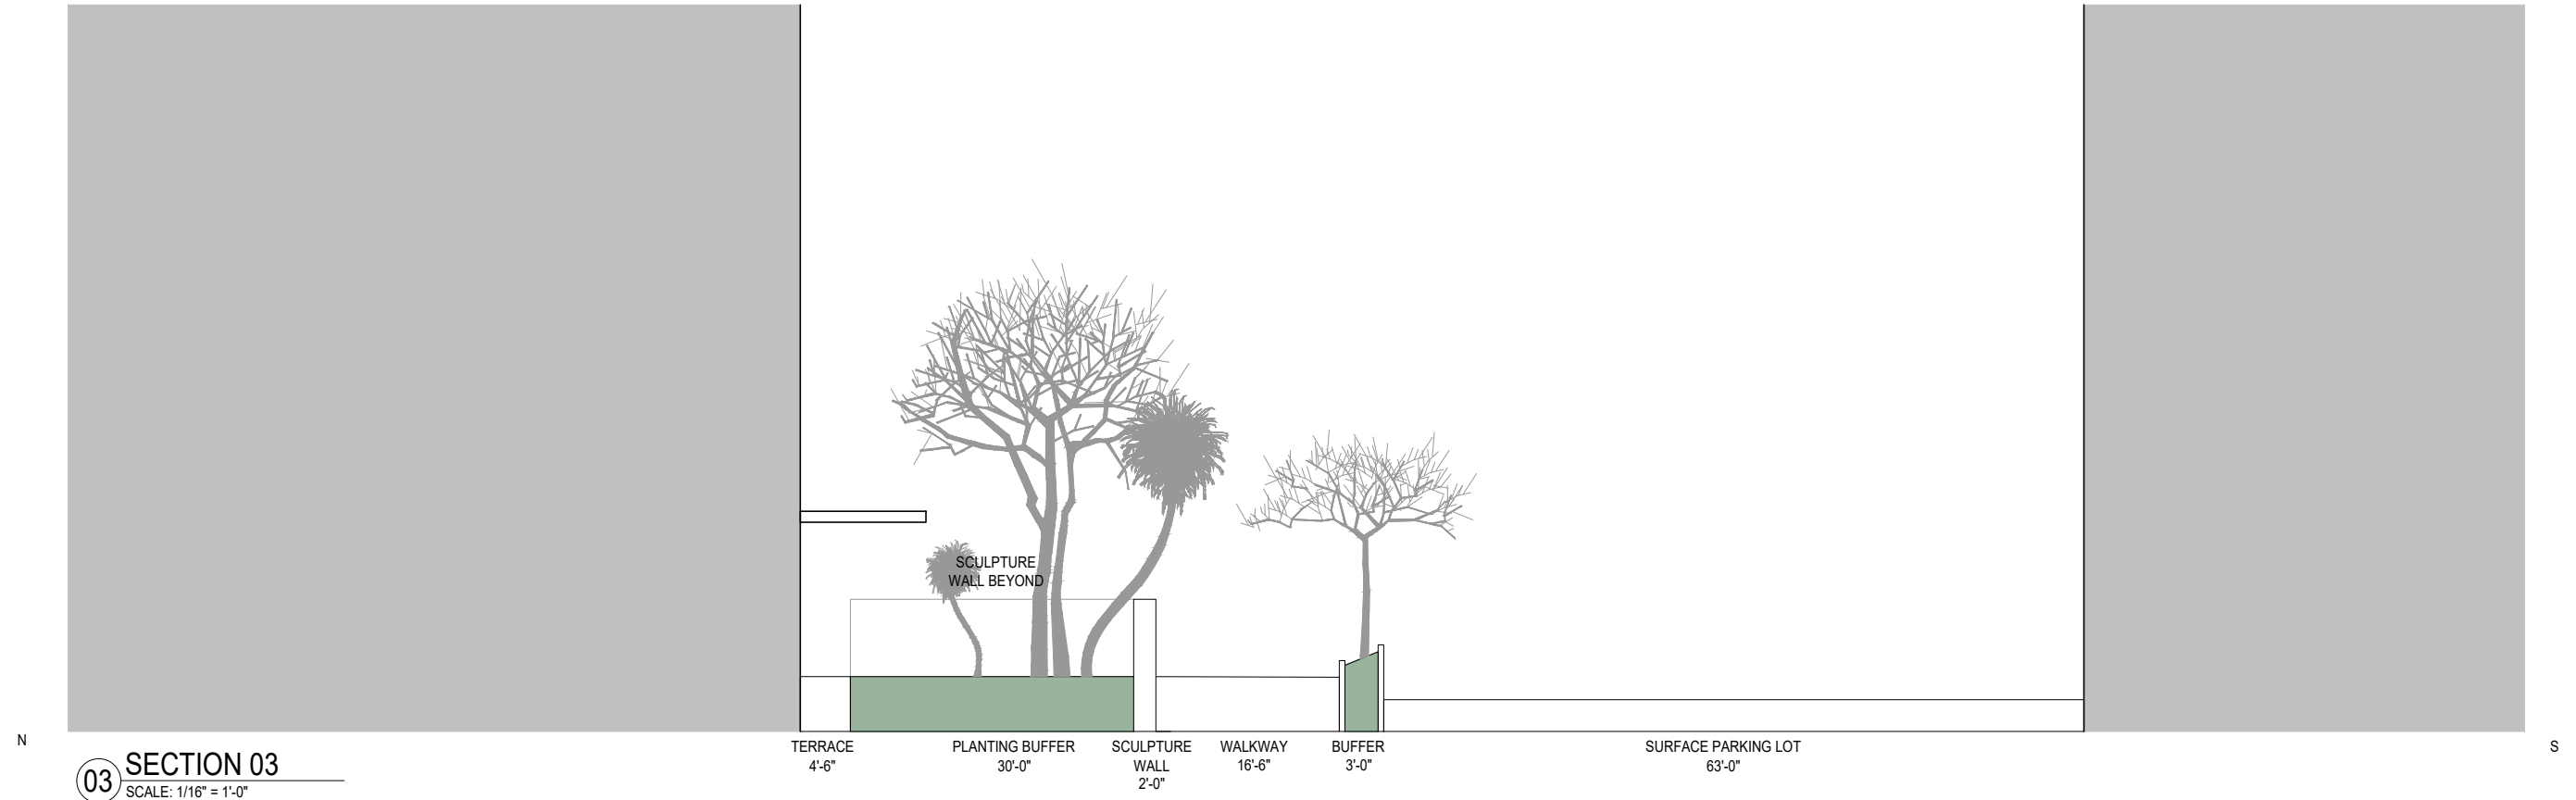 SCULPTURE
WALL BEYOND
N
S
TERRACE
4'-6"
PLANTING BUFFER
30'-0"
SCULPTURE
WALL
2'-0"
WALKWAY
16'-6"
BUFFER
3'-0"
SURFACE PARKING LOT
63'-0"
03
SECTION 03
SCALE: 1/16" = 1'-0"